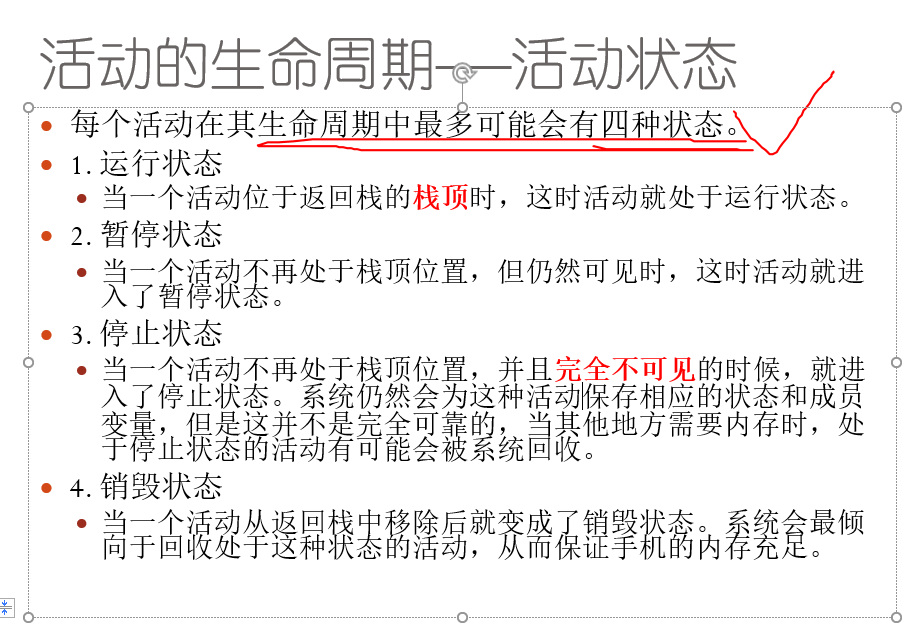 活动的生命周期——活动状态
每个活动在其生命周期中最多可能会有四种状态。
1. 运行状态
当一个活动位于返回栈的栈顶时，这时活动就处于运行状态。
2. 暂停状态
当一个活动不再处于栈顶位置，但仍然可见时，这时活动就进
入了暂停状态。
3. 停止状态
当一个活动不再处于栈顶位置，并且完全不可见的时候，就进
入了停止状态。系统仍然会为这种活动保存相应的状态和成员
变量，但是这并不是完全可靠的，当其他地方需要内存时，处
于停止状态的活动有可能会被系统回收。
4. 销毁状态
当一个活动从返回栈中移除后就变成了销毁状态。系统会最倾
向于回收处于这种状态的活动，从而保证手机的内存充足。